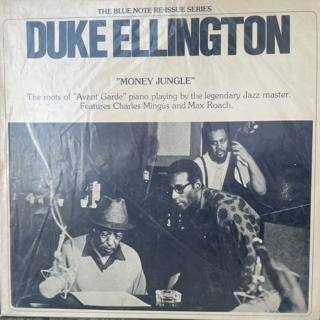 THE BLUE NOTE RE-ISSUE SERIES
DUKE ELLINGTON
"MONEY JUNGLE"
The roots of "Avant Garde" piano playing by the legendary Jazz master.
Features Charles Mingus and Max Roach.